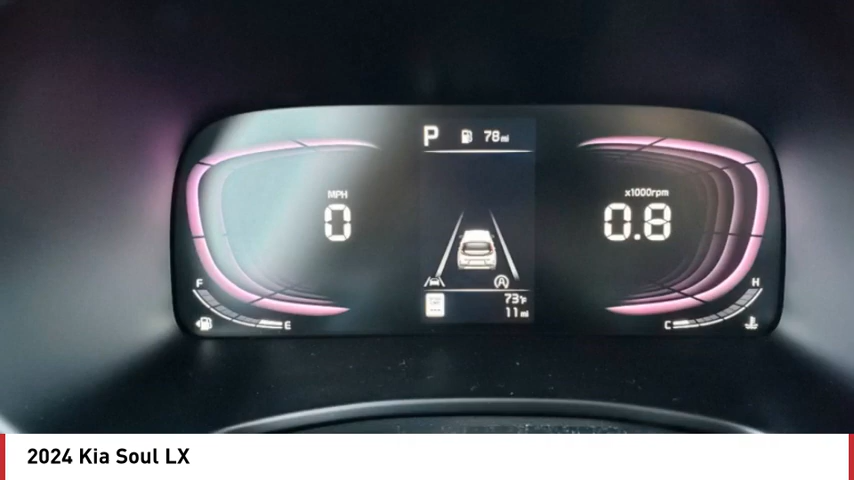 P 78mi
MPH
0
x1000rpm
0.8
F
E
73°F
11mi
H
C
2024 Kia Soul LX